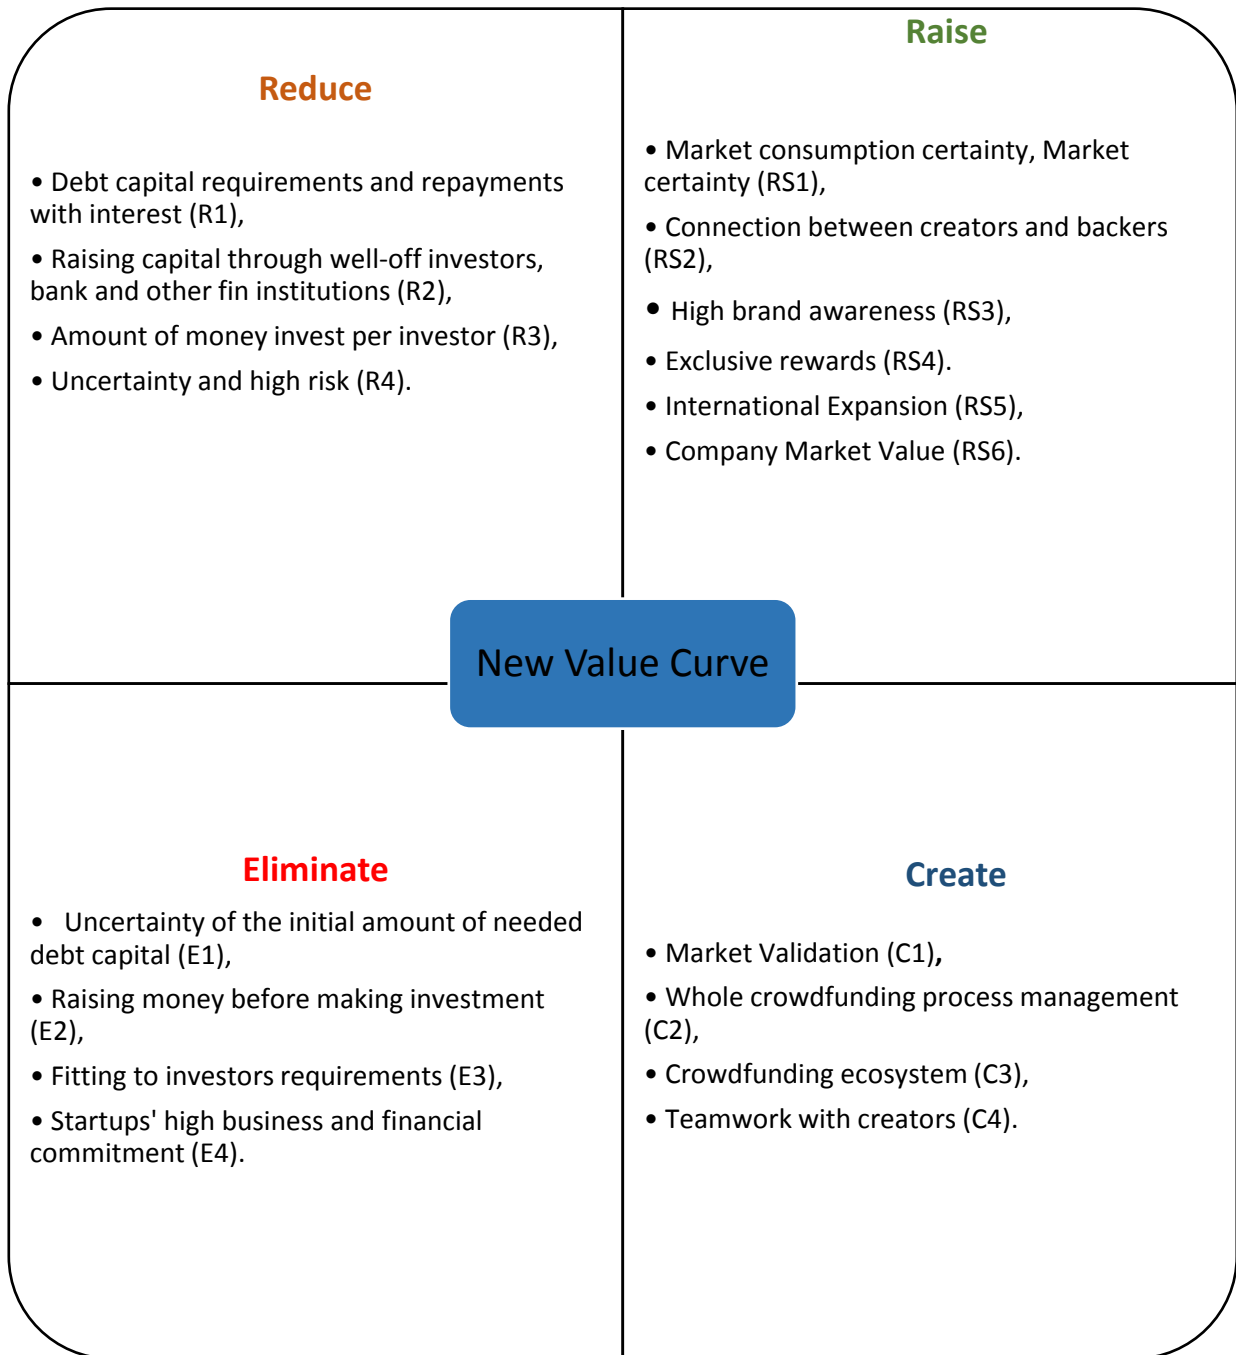 Reduce
• Debt capital requirements and repayments
with interest (R1),
• Raising capital through well-off investors,
bank and other fin institutions (R2),
• Amount of money invest per investor (R3),
• Uncertainty and high risk (R4).
Raise
• Market consumption certainty, Market
certainty (RS1),
• Connection between creators and backers
(RS2),
• High brand awareness (RS3),
• Exclusive rewards (RS4).
• International Expansion (RS5),
• Company Market Value (RS6).
New Value Curve
Eliminate
• Uncertainty of the initial amount of needed
debt capital (E1),
• Raising money before making investment
(E2),
• Fitting to investors requirements (E3),
• Startups' high business and financial
commitment (E4).
Create
• Market Validation (C1),
• Whole crowdfunding process management
(C2),
• Crowdfunding ecosystem (C3),
• Teamwork with creators (C4).